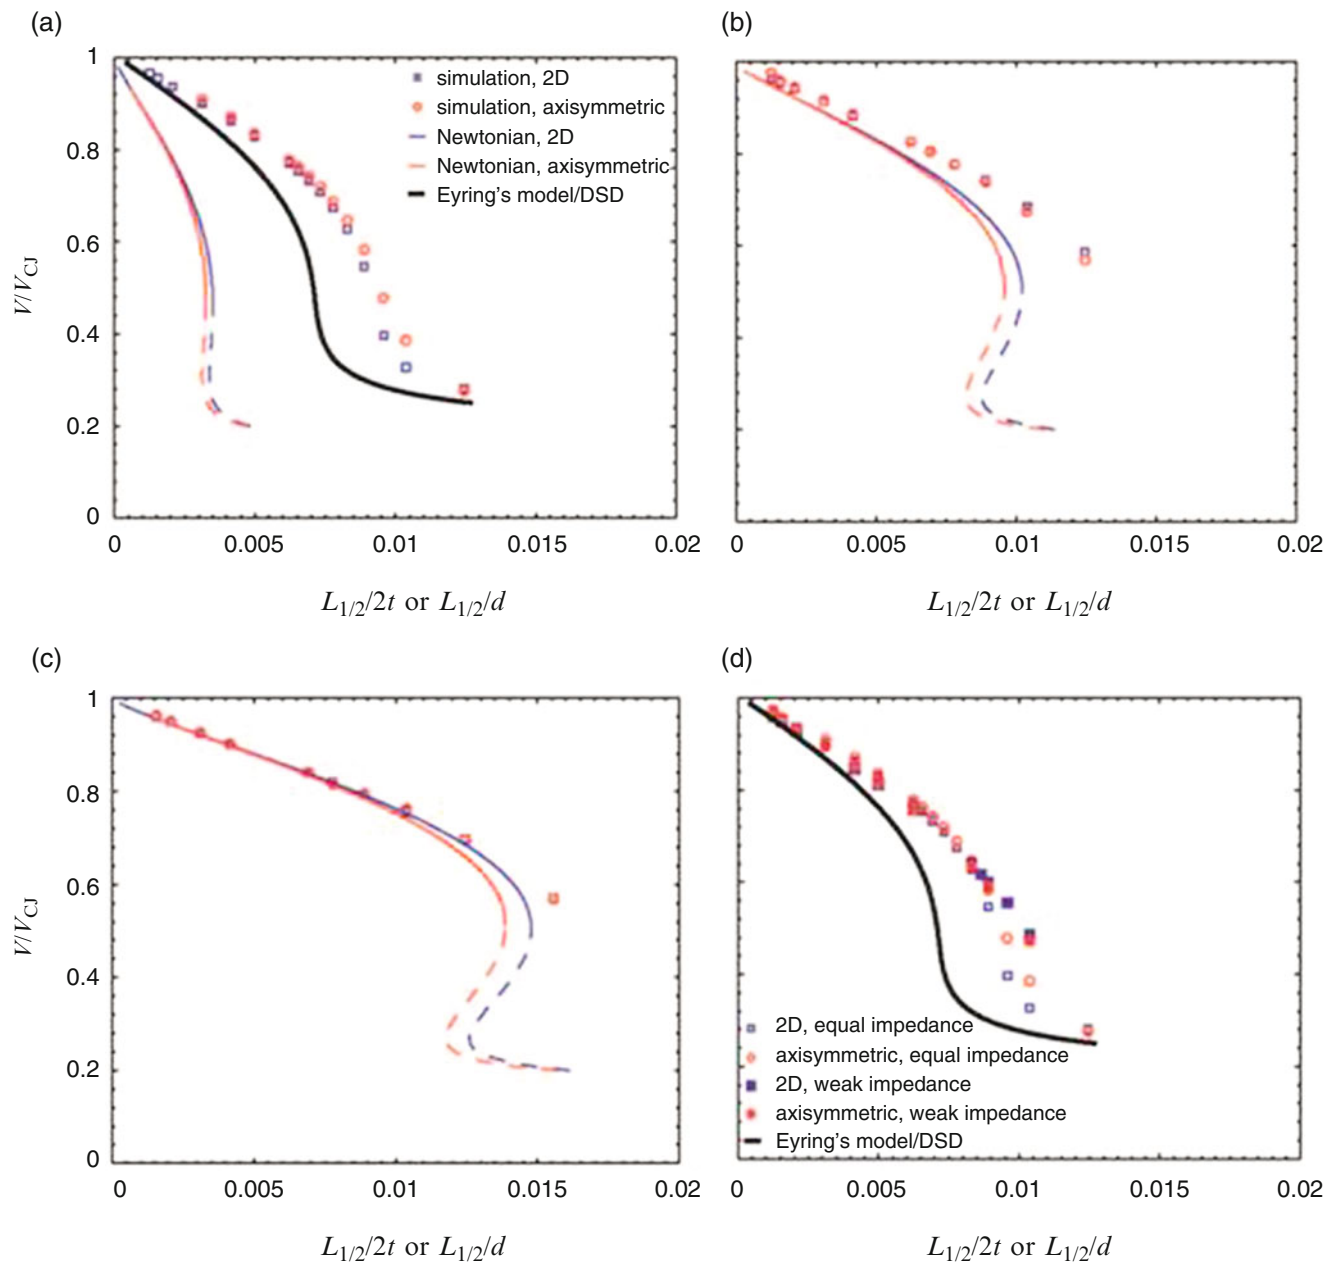 (a)
1
0.8
0.6
0.4
0.2
0
V/V_CJ
simulation, 2D
simulation, axisymmetric
Newtonian, 2D
Newtonian, axisymmetric
Eyring's model/DSD
0 0.005 0.01 0.015 0.02
L_1/2/2t or L_1/2/d
(b)
0 0.005 0.01 0.015 0.02
L_1/2/2t or L_1/2/d
(c)
1
0.8
0.6
0.4
0.2
0
V/V_CJ
0 0.005 0.01 0.015 0.02
L_1/2/2t or L_1/2/d
(d)
2D, equal impedance
axisymmetric, equal impedance
2D, weak impedance
axisymmetric, weak impedance
Eyring's model/DSD
0 0.005 0.01 0.015 0.02
L_1/2/2t or L_1/2/d